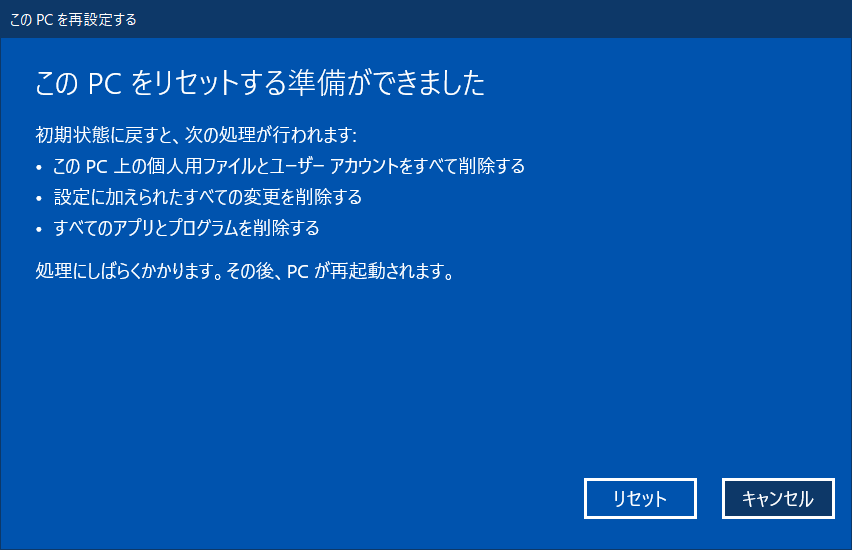 この PC を再設定する
この PC をリセットする準備ができました
初期状態に戻すと、次の処理が行われます:
• この PC 上の個人用ファイルとユーザー アカウントをすべて削除する
• 設定に加えられたすべての変更を削除する
• すべてのアプリとプログラムを削除する
処理にしばらくかかります。その後、PC が再起動されます。
リセット
キャンセル